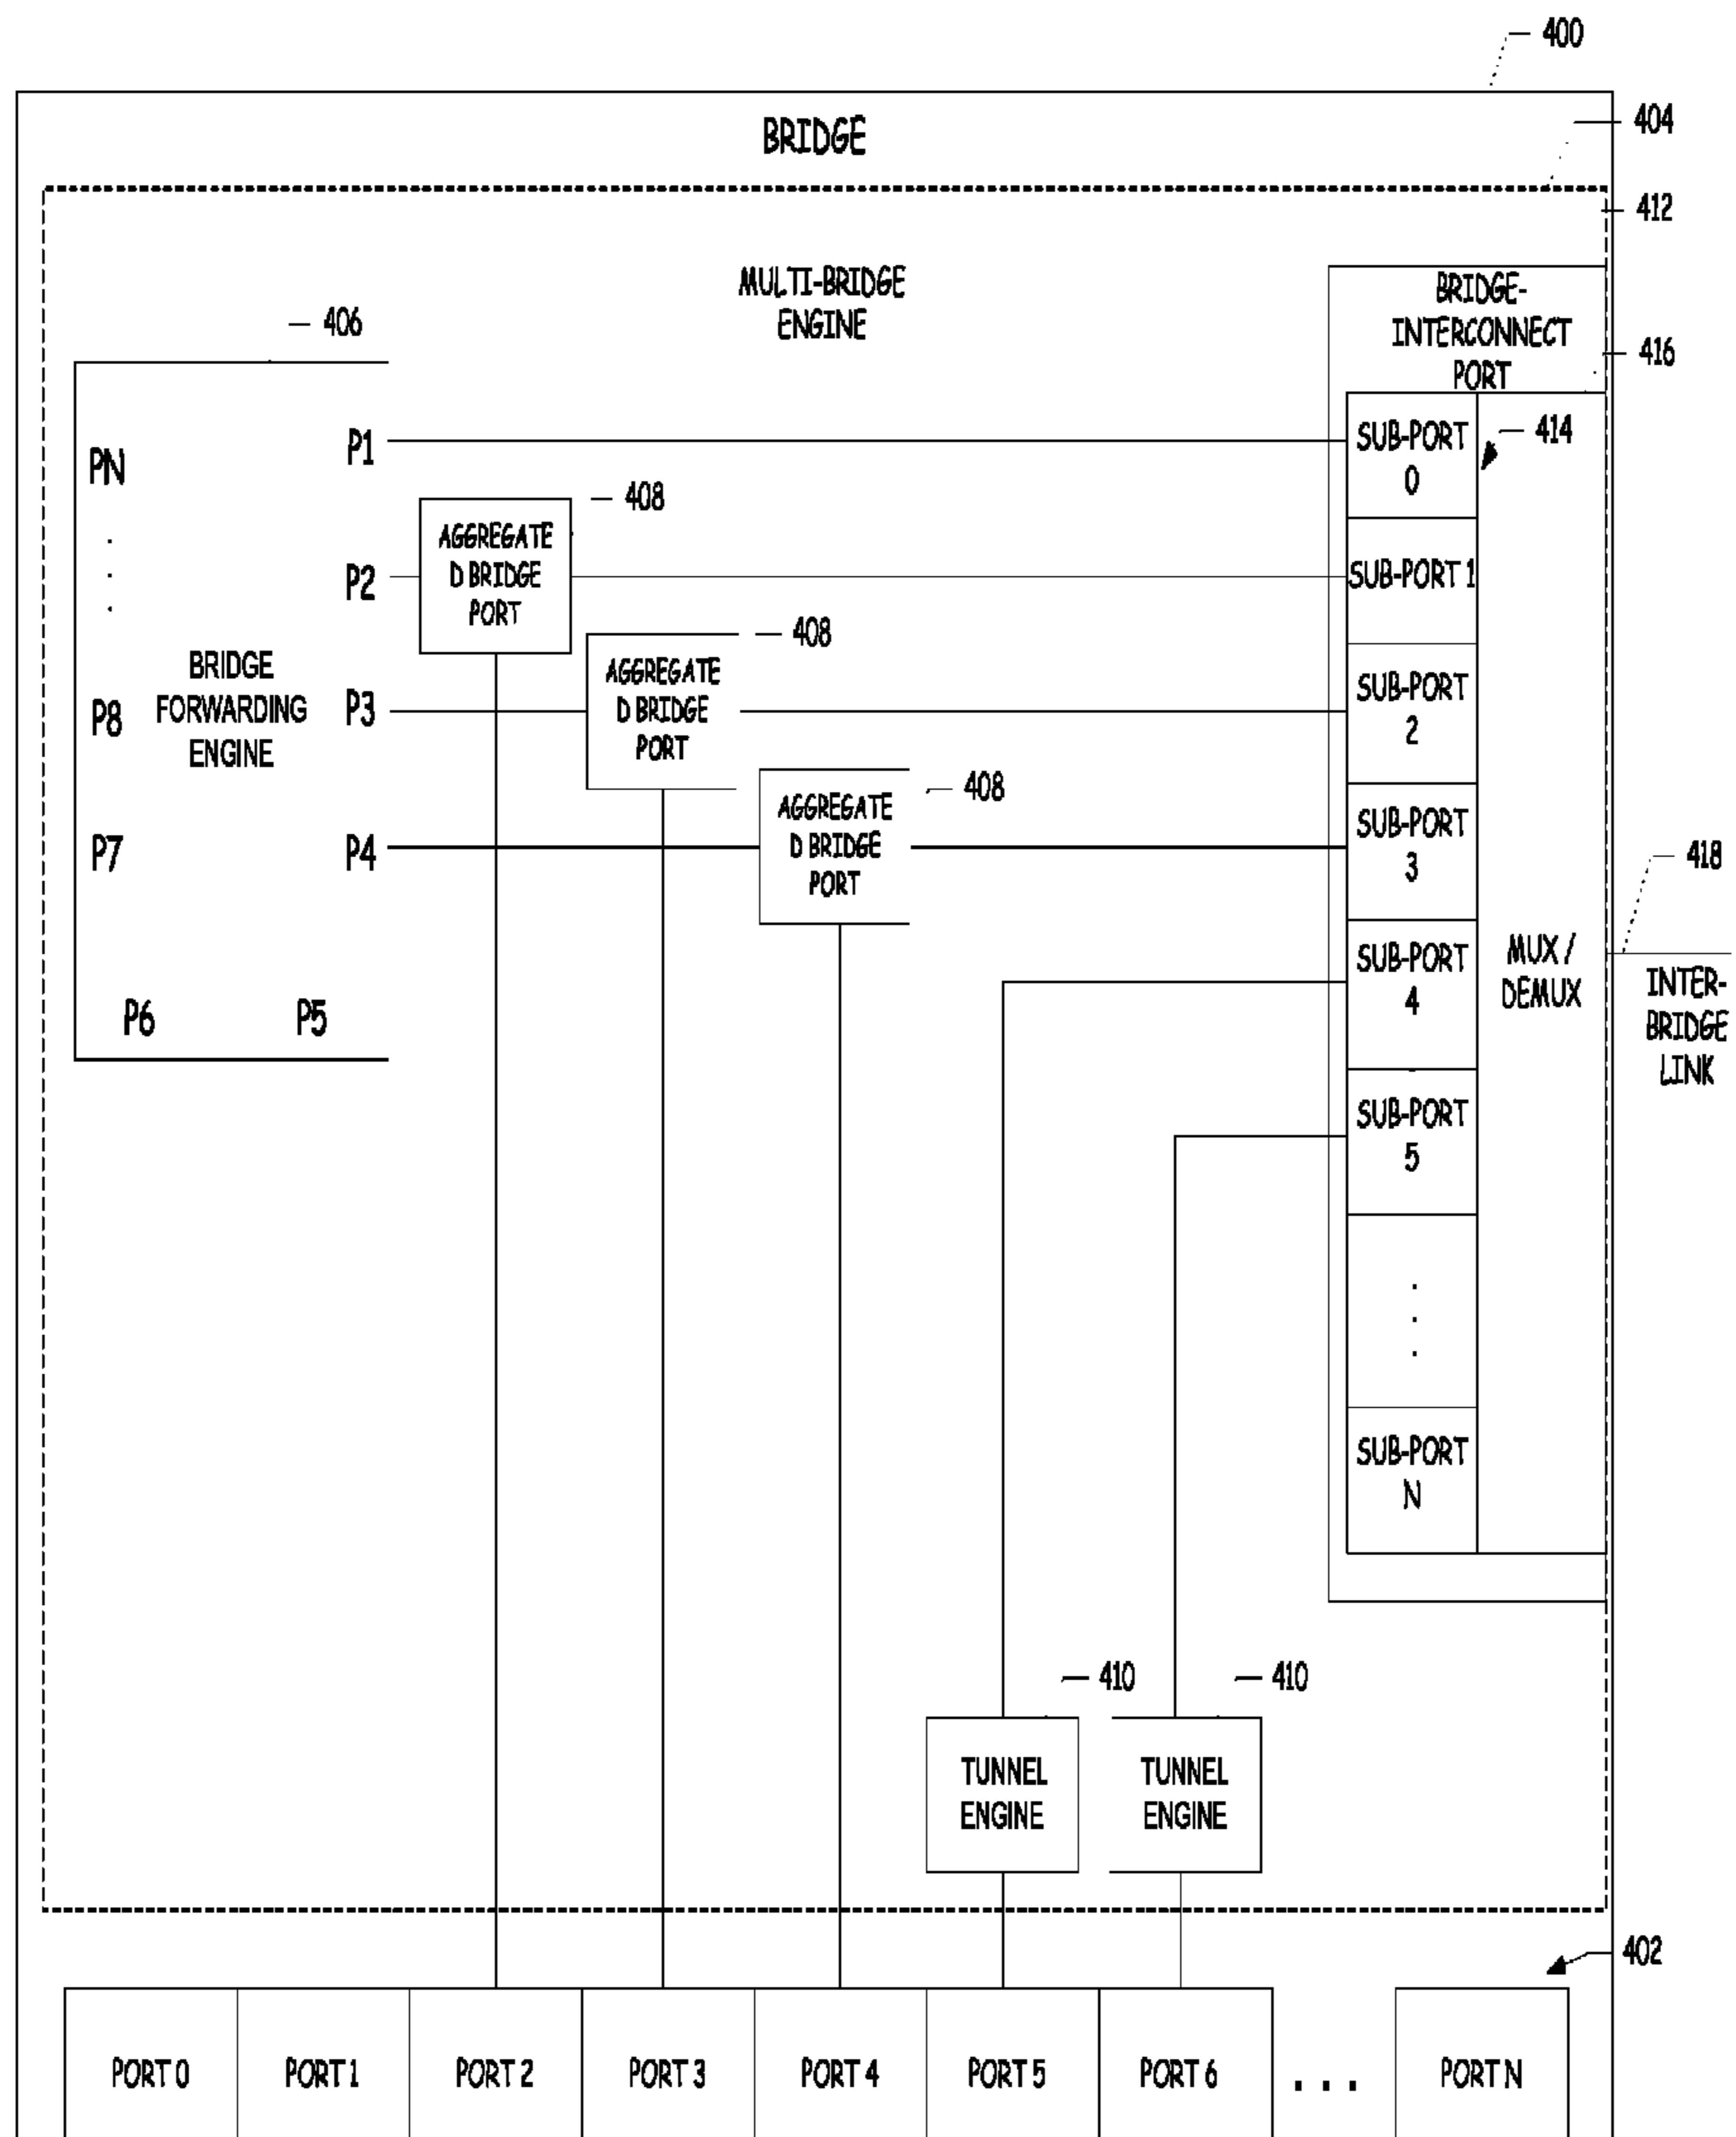 400
BRIDGE
404
412
MULTI-BRIDGE
ENGINE
BRIDGE-
INTERCONNECT
PORT
406
416
P1
PN
SUB-PORT
0
414
408
AGGREGATE
D BRIDGE
PORT
P2
SUB-PORT 1
.
.
.
408
AGGREGATE
D BRIDGE
PORT
BRIDGE
FORWARDING
ENGINE
P8
P3
SUB-PORT
2
408
AGGREGATE
D BRIDGE
PORT
P7
P4
SUB-PORT
3
418
SUB-PORT
4
MUX /
DEMUX
INTER-
BRIDGE
LINK
P6
P5
SUB-PORT
5
.
.
.
SUB-PORT
N
410
410
TUNNEL
ENGINE
TUNNEL
ENGINE
402
PORT 0
PORT 1
PORT 2
PORT 3
PORT 4
PORT 5
PORT 6
...
PORT N